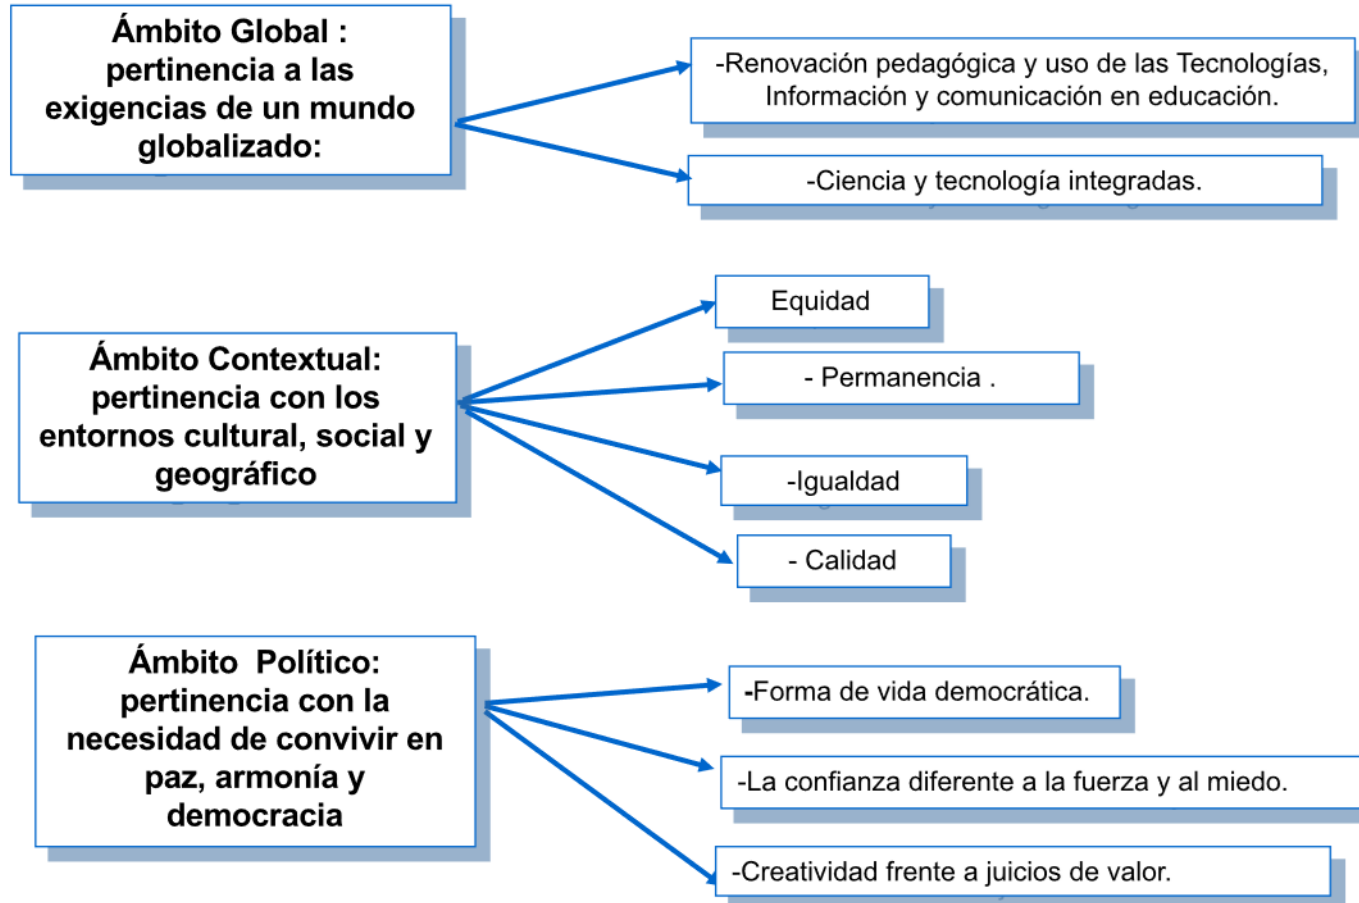 Ámbito Global :
pertinencia a las
exigencias de un mundo
globalizado:
-Renovación pedagógica y uso de las Tecnologías,
Información y comunicación en educación.
-Ciencia y tecnología integradas.
Ámbito Contextual:
pertinencia con los
entornos cultural, social y
geográfico
Equidad
- Permanencia .
-Igualdad
- Calidad
Ámbito  Político:
pertinencia con la
necesidad de convivir en
paz, armonía y
democracia
-Forma de vida democrática.
-La confianza diferente a la fuerza y al miedo.
-Creatividad frente a juicios de valor.